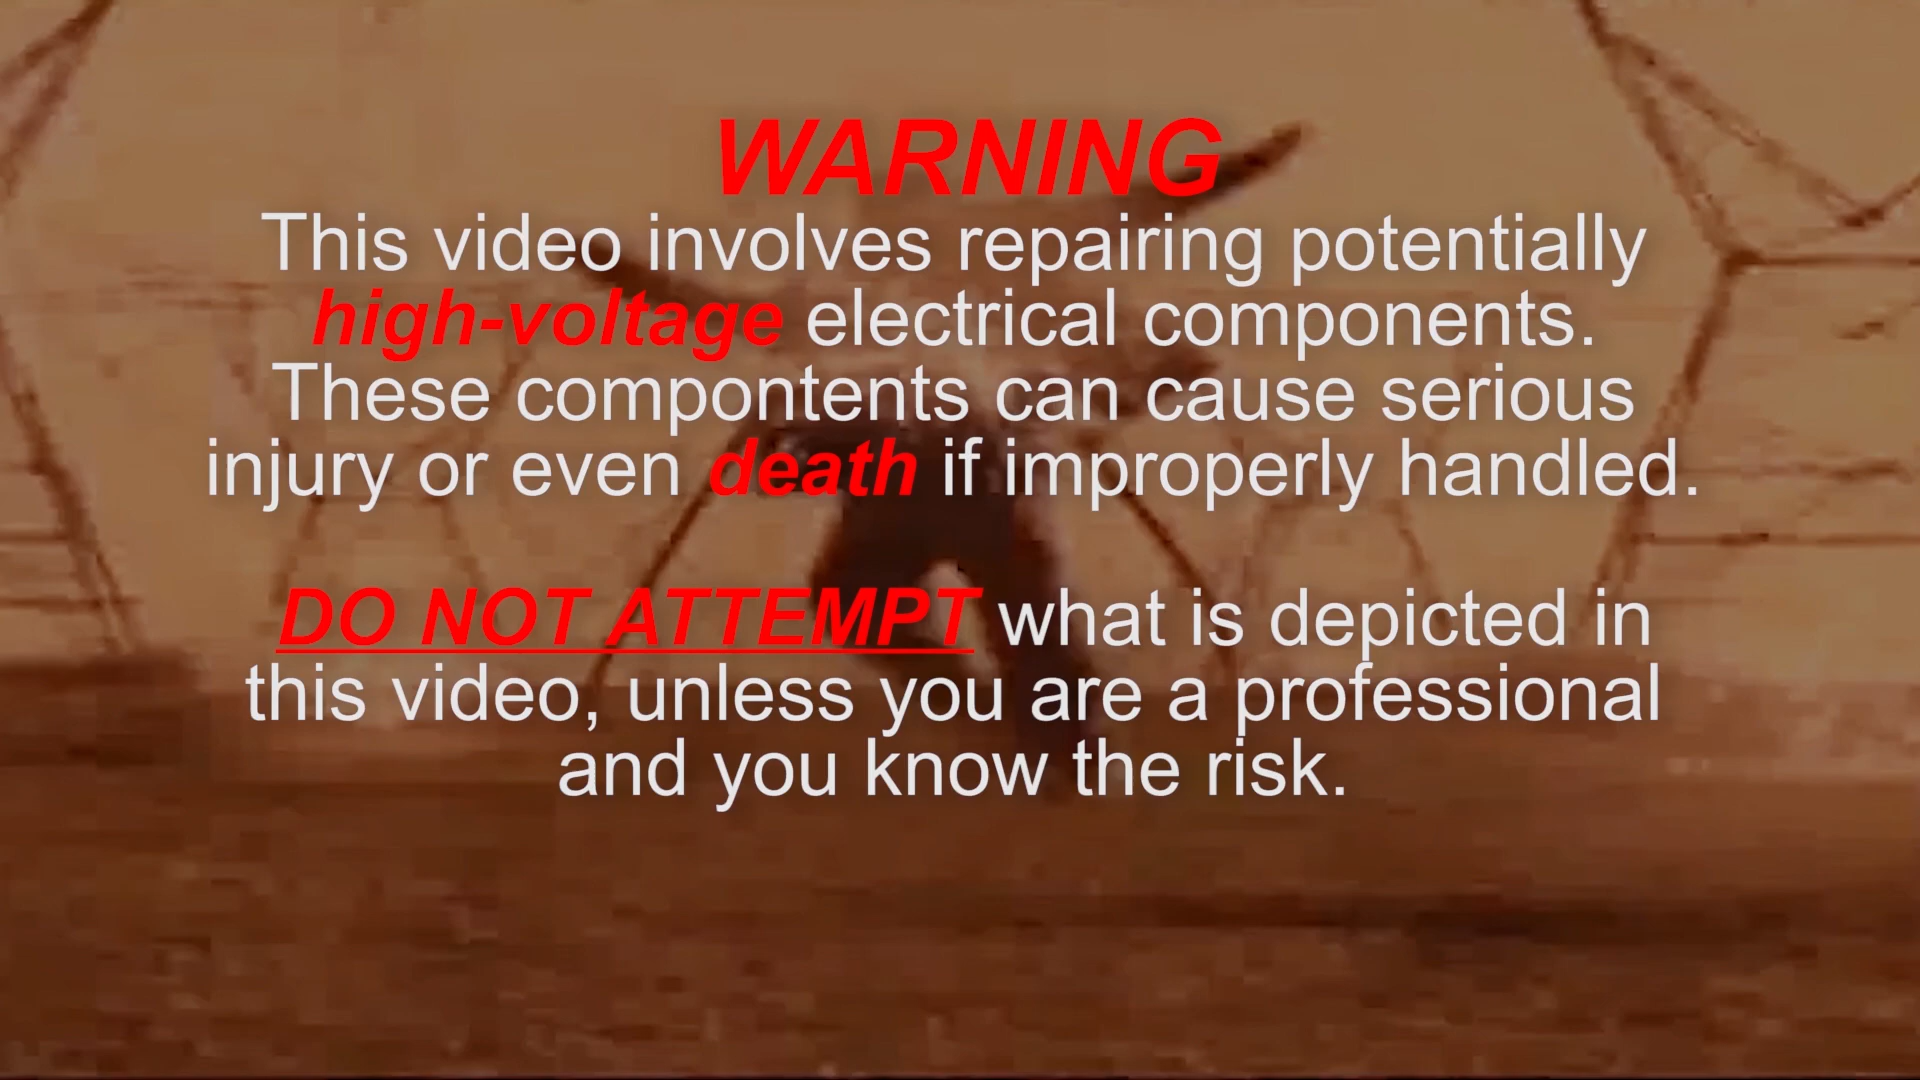 WARNING
This video involves repairing potentially
high-voltage electrical components.
These compontents can cause serious
injury or even death if improperly handled.
DO NOT ATTEMPT what is depicted in
this video, unless you are a professional
and you know the risk.